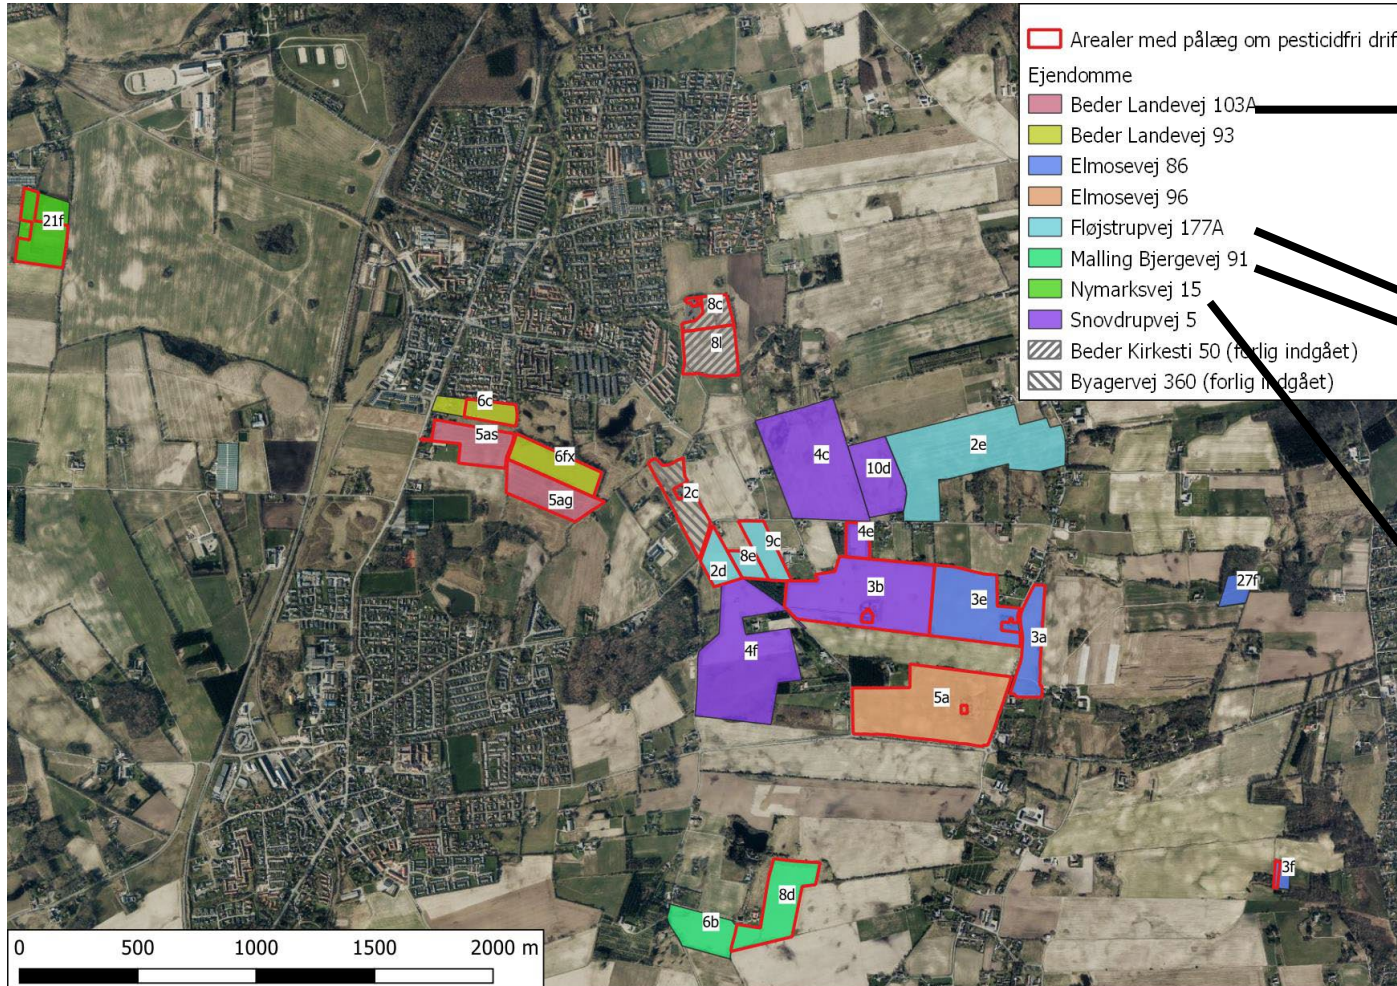 Arealer med pålæg om pesticidfri drif
Ejendomme
Beder Landevej 103A
Beder Landevej 93
Elmosevej 86
Elmosevej 96
Fløjstrupvej 177A
Malling Bjergevej 91
Nymarksvej 15
Snovdrupvej 5
Beder Kirkesti 50 (forlig indgået)
Byagervej 360 (forlig indgået)
21f
8c
8l
6c
5as
6fx
5ag
2c
4c
10d
2e
9c
8e
2d
4e
3b
3e
3a
27f
4f
5a
3f
8d
6b
0 500 1000 1500 2000 m